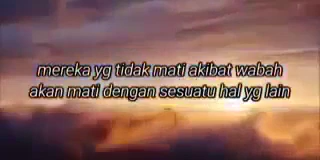 mereka yg tidak mati akibat wabah
akan mati dengan sesuatu hal yg lain